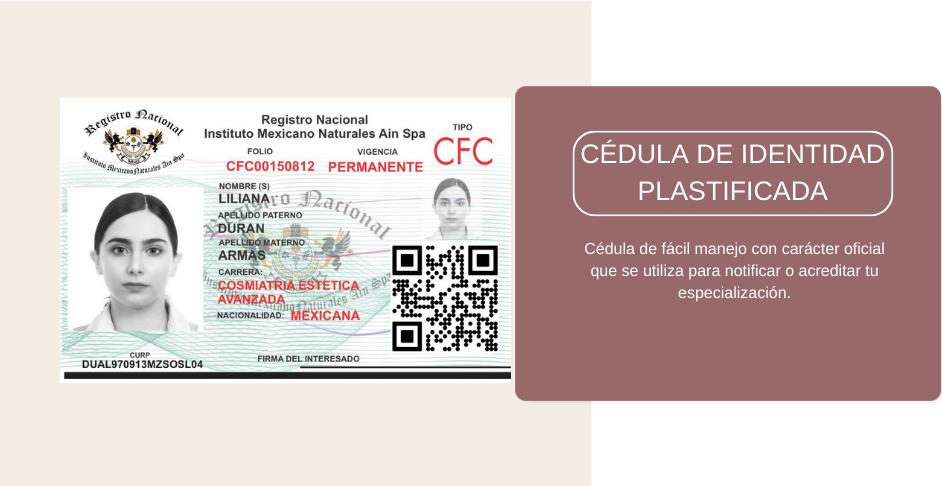 Registro Nacional
Instituto Mexicano Naturales Ain Spa
Registro Nacional
Instituto Mexicano Naturales Ain Spa
TIPO
CFC
FOLIO
CFC00150812
VIGENCIA
PERMANENTE
NOMBRE (S)
LILIANA
APELLIDO PATERNO
DURAN
APELLIDO MATERNO
ARMAS
CARRERA:
COSMIATRIA ESTETICA
AVANZADA
NACIONALIDAD: MEXICANA
Registro Nacional
Instituto Mexicano Naturales Ain Spa
CURP
DUAL970913MZSOSL04
FIRMA DEL INTERESADO
CÉDULA DE IDENTIDAD
PLASTIFICADA
Cédula de fácil manejo con carácter oficial
que se utiliza para notificar o acreditar tu
especialización.